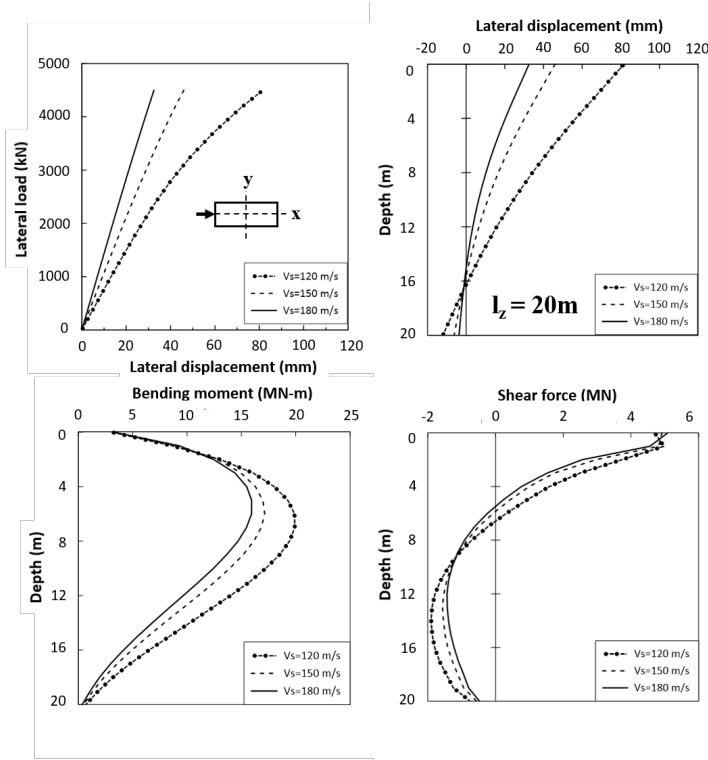 5000
4000
3000
2000
1000
0
Lateral load (kN)
y
x
Vs=120 m/s
Vs=150 m/s
Vs=180 m/s
0 20 40 60 80 100 120
Lateral displacement (mm)
Lateral displacement (mm)
-20 0 20 40 60 80 100 120
0
4
8
12
16
20
Depth (m)
l_z = 20m
Vs=120 m/s
Vs=150 m/s
Vs=180 m/s
Bending moment (MN-m)
0 5 10 15 20 25
0
4
8
12
16
20
Depth (m)
Vs=120 m/s
Vs=150 m/s
Vs=180 m/s
Shear force (MN)
-2 0 2 4 6
0
4
8
12
16
20
Depth (m)
Vs=120 m/s
Vs=150 m/s
Vs=180 m/s